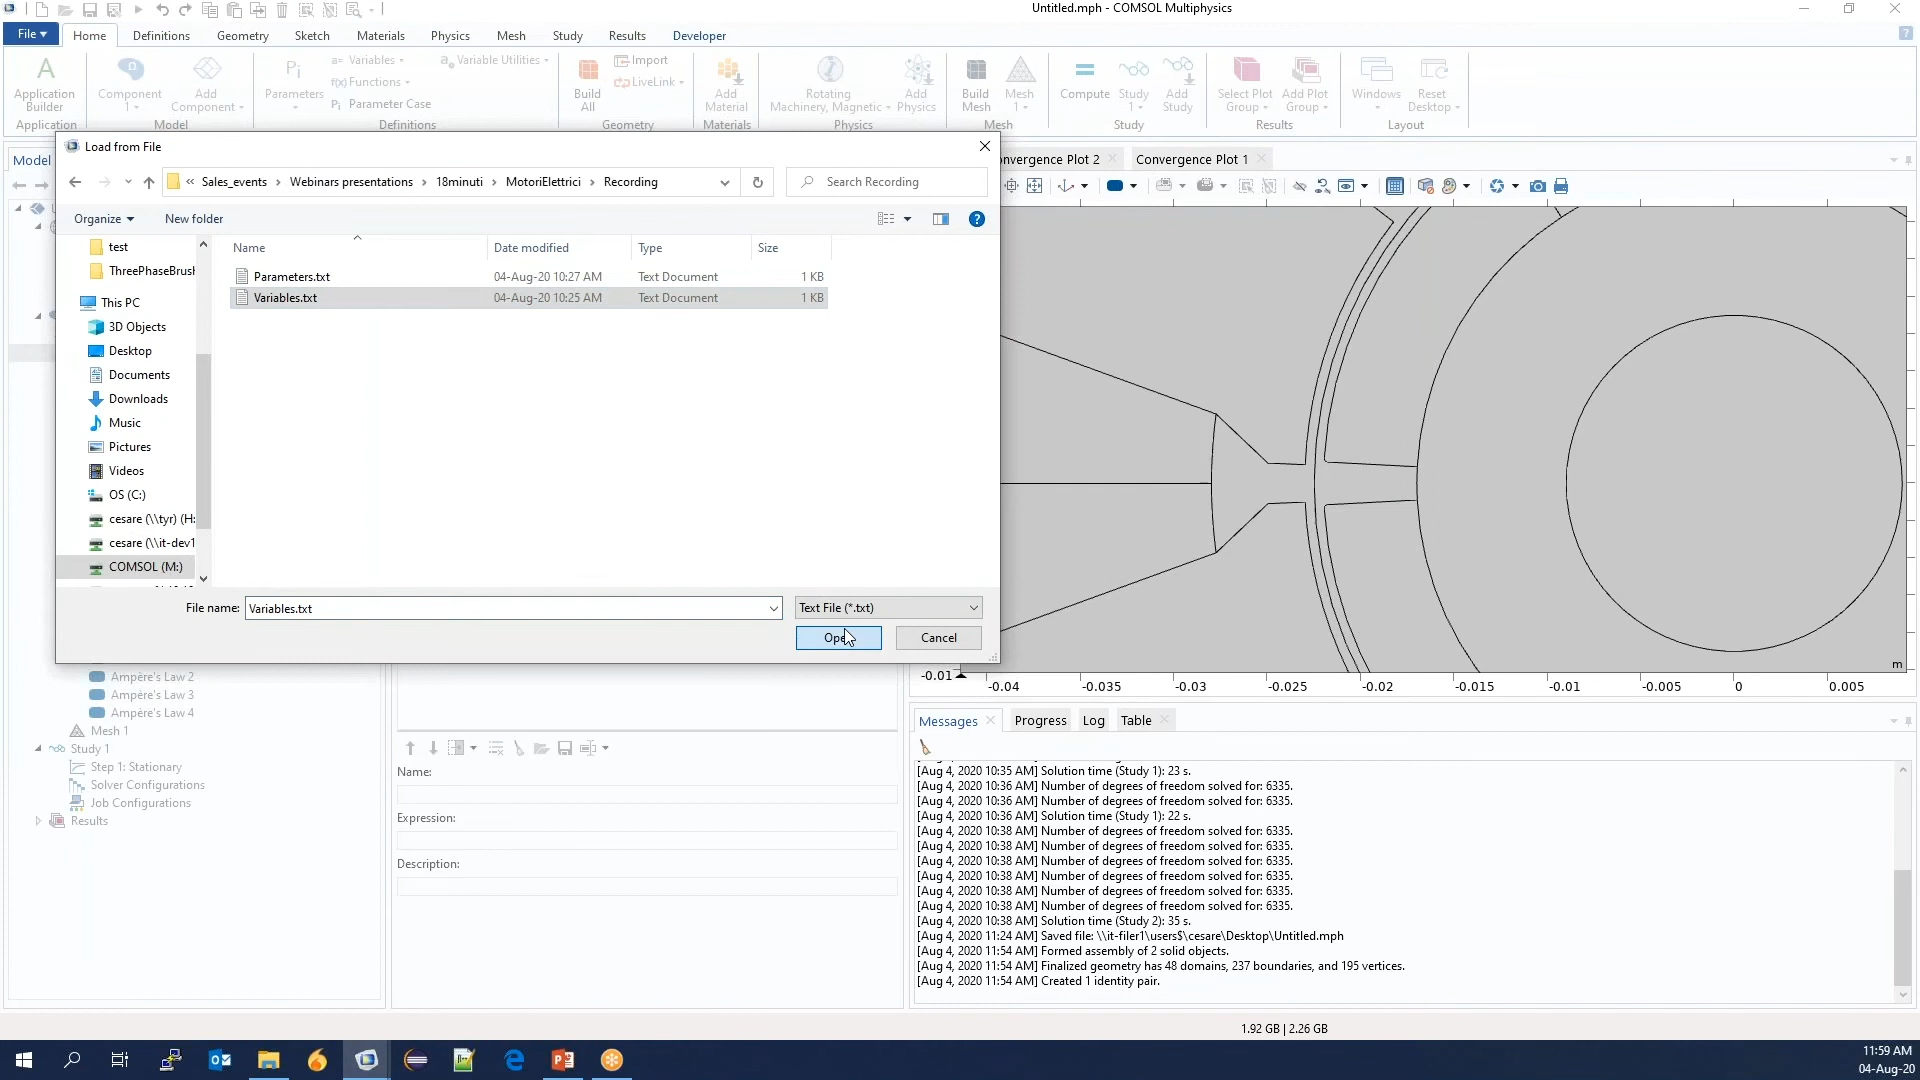 Untitled.mph - COMSOL Multiphysics
File
Home
Definitions
Geometry
Sketch
Materials
Physics
Mesh
Study
Results
Developer
Application Builder
Component 1
Add Component
Parameters
a= Variables
f(x) Functions
Pi Parameter Case
a= Variable Utilities
Build All
Import
LiveLink
Add Material
Rotating Machinery, Magnetic
Add Physics
Build Mesh
Mesh 1
Compute
Study 1
Add Study
Select Plot Group
Add Plot Group
Windows
Reset Desktop
Application
Model
Definitions
Geometry
Materials
Physics
Mesh
Study
Results
Layout
Model
Load from File
« Sales_events › Webinars presentations › 18minuti › MotoriElettrici › Recording
Search Recording
Organize
New folder
test
ThreePhaseBrush
This PC
3D Objects
Desktop
Documents
Downloads
Music
Pictures
Videos
OS (C:)
cesare (\\tyr) (H:
cesare (\\it-dev1
COMSOL (M:)
Name
Date modified
Type
Size
Parameters.txt 04-Aug-20 10:27 AM Text Document 1 KB
Variables.txt 04-Aug-20 10:25 AM Text Document 1 KB
File name: Variables.txt
Text File (*.txt)
Open
Cancel
Ampère's Law 2
Ampère's Law 3
Ampère's Law 4
Mesh 1
Study 1
Step 1: Stationary
Solver Configurations
Job Configurations
Results
Name:
Expression:
Description:
onvergence Plot 2
Convergence Plot 1
m
-0.01
-0.04 -0.035 -0.03 -0.025 -0.02 -0.015 -0.01 -0.005 0 0.005
Messages
Progress
Log
Table
[Aug 4, 2020 10:35 AM] Solution time (Study 1): 23 s.
[Aug 4, 2020 10:36 AM] Number of degrees of freedom solved for: 6335.
[Aug 4, 2020 10:36 AM] Number of degrees of freedom solved for: 6335.
[Aug 4, 2020 10:36 AM] Solution time (Study 1): 22 s.
[Aug 4, 2020 10:38 AM] Number of degrees of freedom solved for: 6335.
[Aug 4, 2020 10:38 AM] Number of degrees of freedom solved for: 6335.
[Aug 4, 2020 10:38 AM] Number of degrees of freedom solved for: 6335.
[Aug 4, 2020 10:38 AM] Number of degrees of freedom solved for: 6335.
[Aug 4, 2020 10:38 AM] Number of degrees of freedom solved for: 6335.
[Aug 4, 2020 10:38 AM] Number of degrees of freedom solved for: 6335.
[Aug 4, 2020 10:38 AM] Solution time (Study 2): 35 s.
[Aug 4, 2020 11:24 AM] Saved file: \\it-filer1\users$\cesare\Desktop\Untitled.mph
[Aug 4, 2020 11:54 AM] Formed assembly of 2 solid objects.
[Aug 4, 2020 11:54 AM] Finalized geometry has 48 domains, 237 boundaries, and 195 vertices.
[Aug 4, 2020 11:54 AM] Created 1 identity pair.
1.92 GB | 2.26 GB
11:59 AM
04-Aug-20